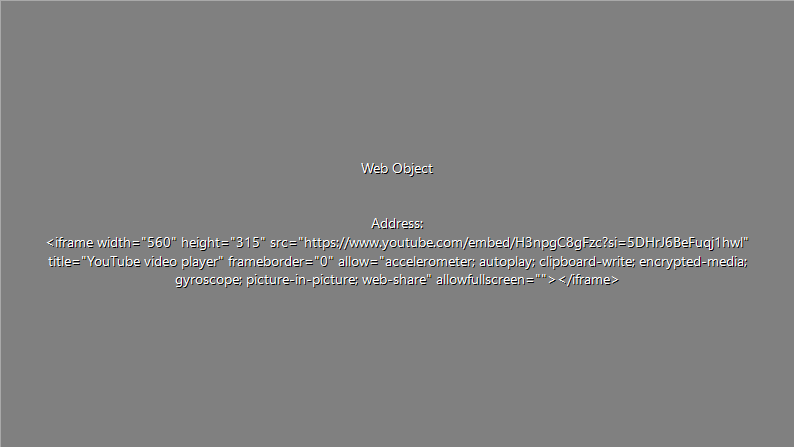 Web Object
Address:
<iframe width="560" height="315" src="https://www.youtube.com/embed/H3npgC8gFzc?si=5DHrJ6BeFuqj1hwl"
title="YouTube video player" frameborder="0" allow="accelerometer; autoplay; clipboard-write; encrypted-media;
gyroscope; picture-in-picture; web-share" allowfullscreen=""></iframe>